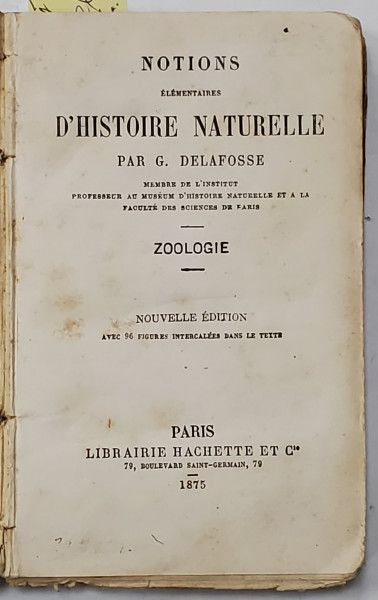 NOTIONS
ÉLÉMENTAIRES
D'HISTOIRE NATURELLE
PAR G. DELAFOSSE
MEMBRE DE L'INSTITUT
PROFESSEUR AU MUSÉUM D'HISTOIRE NATURELLE ET A LA
FACULTÉ DES SCIENCES DE PARIS
ZOOLOGIE
NOUVELLE ÉDITION
AVEC 96 FIGURES INTERCALÉES DANS LE TEXTE
PARIS
LIBRAIRIE HACHETTE ET Cie
79, BOULEVARD SAINT-GERMAIN, 79
1875